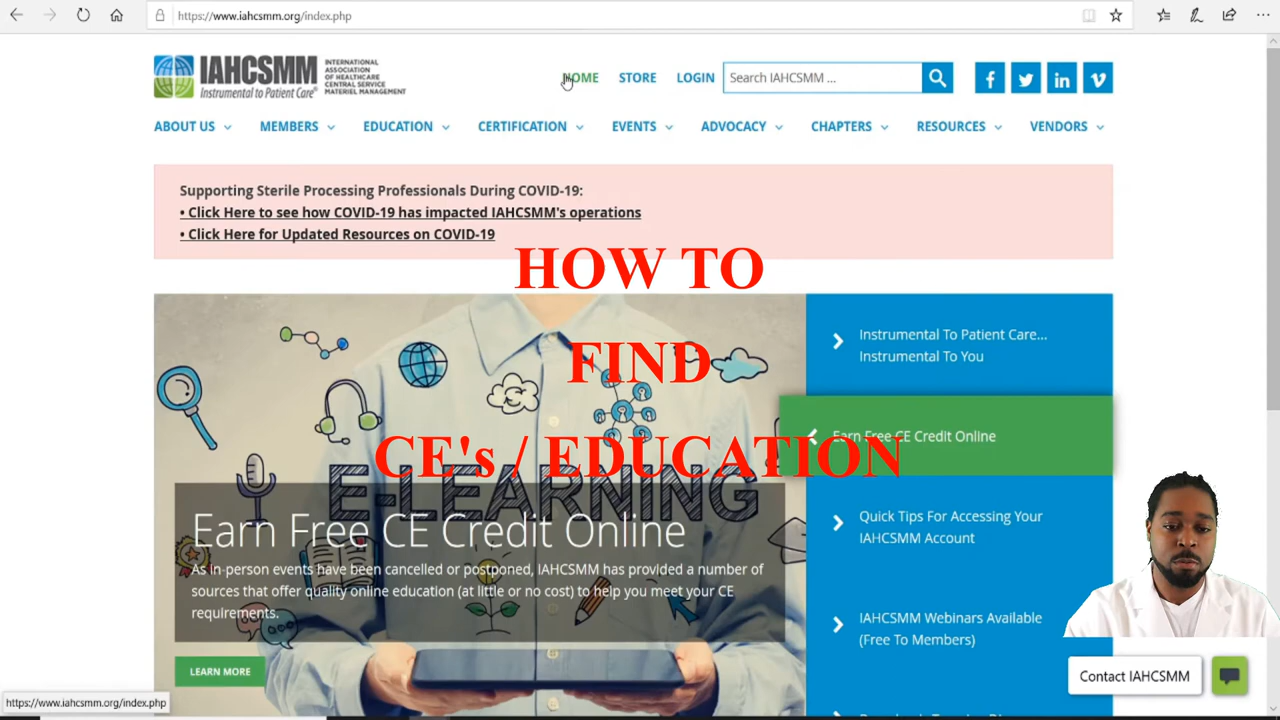 https://www.iahcsmm.org/index.php
IAHCSMM
Instrumental to Patient Care®
INTERNATIONAL
ASSOCIATION
OF HEALTHCARE
CENTRAL SERVICE
MATERIEL MANAGEMENT
HOME STORE LOGIN Search IAHCSMM ...
ABOUT US MEMBERS EDUCATION CERTIFICATION EVENTS ADVOCACY CHAPTERS RESOURCES VENDORS
Supporting Sterile Processing Professionals During COVID-19:
• Click Here to see how COVID-19 has impacted IAHCSMM's operations
• Click Here for Updated Resources on COVID-19
HOW TO
FIND
CE's / EDUCATION
E-LEARNING
Earn Free CE Credit Online
As in-person events have been cancelled or postponed, IAHCSMM has provided a number of
sources that offer quality online education (at little or no cost) to help you meet your CE
requirements.
LEARN MORE
Instrumental To Patient Care...
Instrumental To You
Earn Free CE Credit Online
Quick Tips For Accessing Your
IAHCSMM Account
IAHCSMM Webinars Available
(Free To Members)
Contact IAHCSMM
https://www.iahcsmm.org/index.php